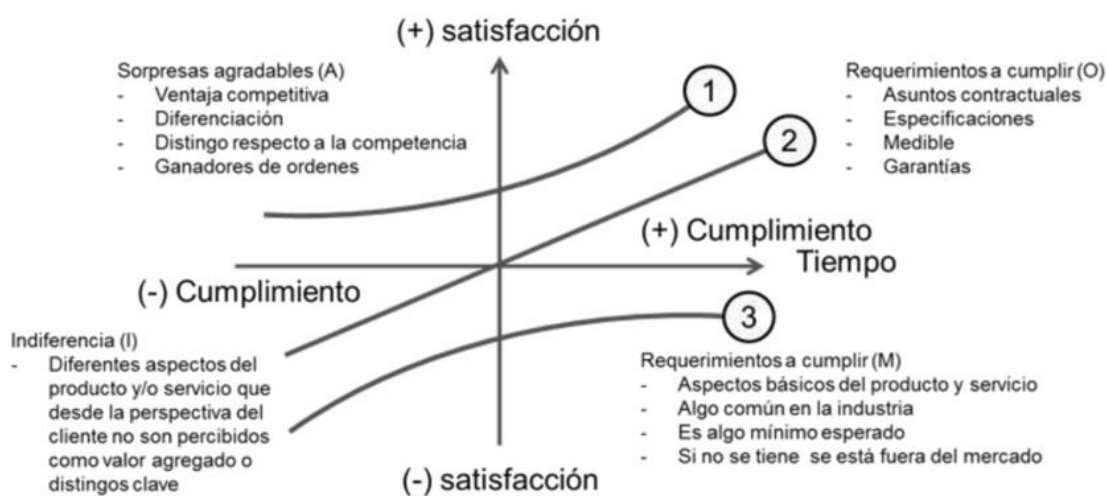 (+) satisfacción
Sorpresas agradables (A)
- Ventaja competitiva
- Diferenciación
- Distingo respecto a la competencia
- Ganadores de ordenes
1
2
Requerimientos a cumplir (O)
- Asuntos contractuales
- Especificaciones
- Medible
- Garantías
(+) Cumplimiento
Tiempo
(-) Cumplimiento
3
Indiferencia (I)
- Diferentes aspectos del
producto y/o servicio que
desde la perspectiva del
cliente no son percibidos
como valor agregado o
distingos clave
Requerimientos a cumplir (M)
- Aspectos básicos del producto y servicio
- Algo común en la industria
- Es algo mínimo esperado
- Si no se tiene se está fuera del mercado
(-) satisfacción